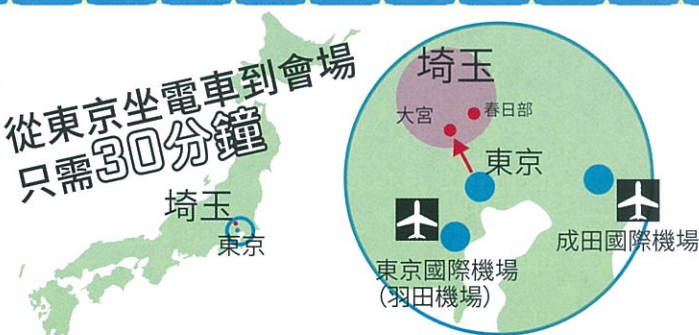 從東京坐電車到會場
只需30分鐘
埼玉
東京
埼玉
大宮
春日部
東京
成田國際機場
東京國際機場
（羽田機場）